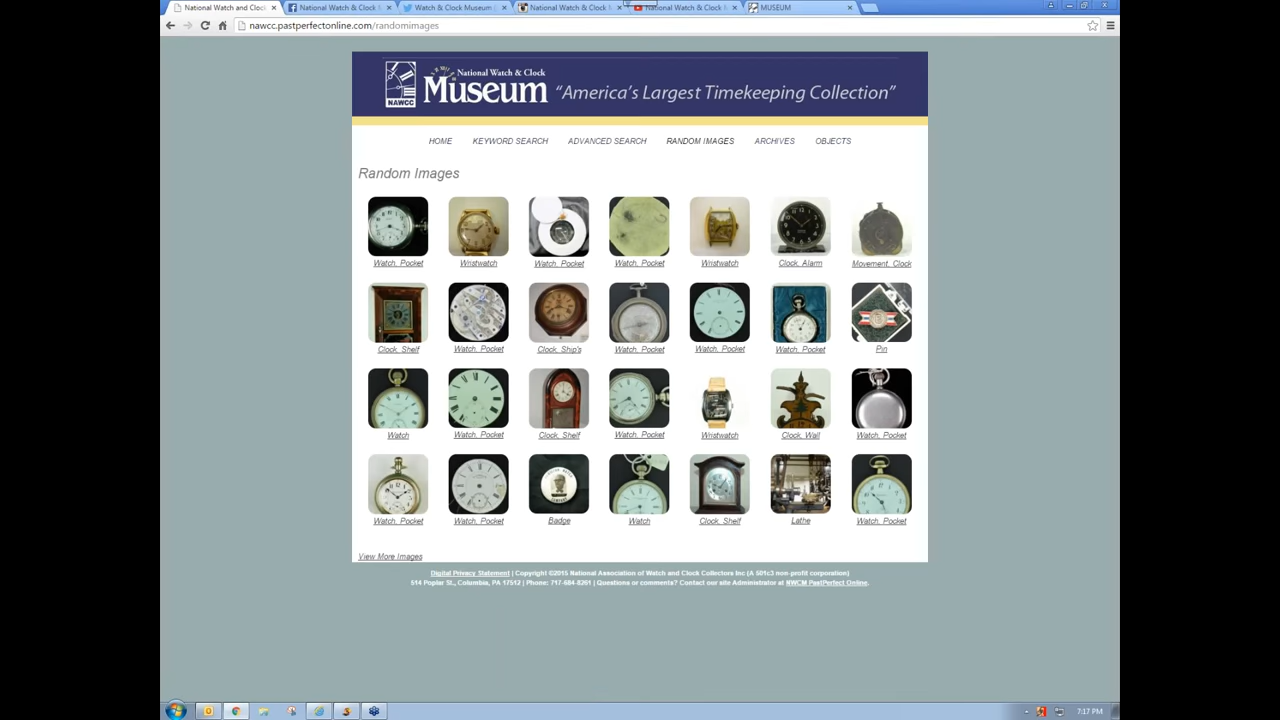 National Watch and Clock
National Watch & Clock M
Watch & Clock Museum (
National Watch & Clock M
National Watch & Clock M
MUSEUM
nawcc.pastperfectonline.com/randomimages
NAWCC
National Watch & Clock
Museum
"America's Largest Timekeeping Collection"
HOME KEYWORD SEARCH ADVANCED SEARCH RANDOM IMAGES ARCHIVES OBJECTS
Random Images
Watch, Pocket Wristwatch Watch, Pocket Watch, Pocket Wristwatch Clock, Alarm Movement, Clock
Clock, Shelf Watch, Pocket Clock, Ship's Watch, Pocket Watch, Pocket Watch, Pocket Pin
Watch Watch, Pocket Clock, Shelf Watch, Pocket Wristwatch Clock, Wall Watch, Pocket
Watch, Pocket Watch, Pocket Badge Watch Clock, Shelf Lathe Watch, Pocket
View More Images
Digital Privacy Statement | Copyright ©2015 National Association of Watch and Clock Collectors Inc (A 501c3 non-profit corporation)
514 Poplar St., Columbia, PA 17512 | Phone: 717-684-8261 | Questions or comments? Contact our site Administrator at NWCM PastPerfect Online.
7:17 PM